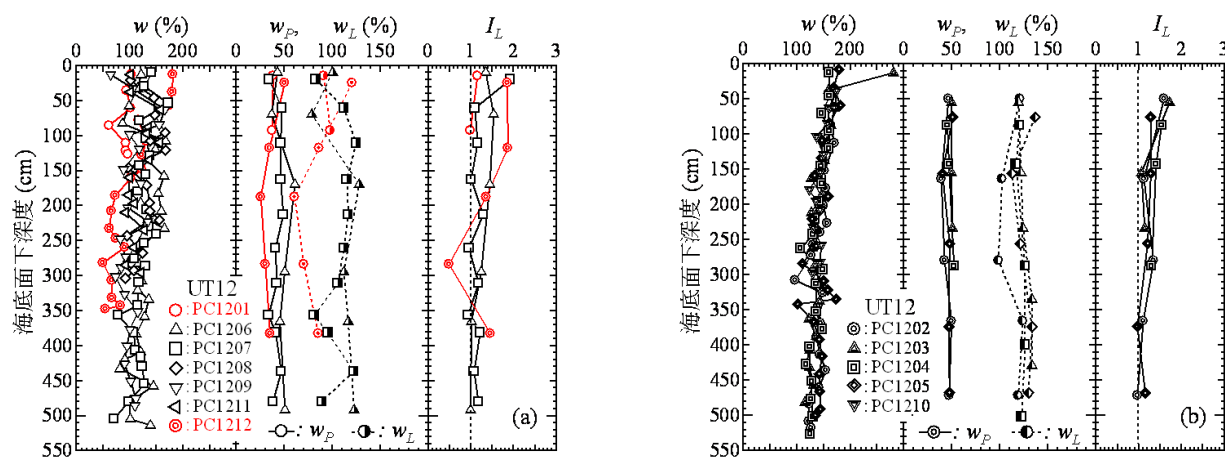 w (%)
w_P, w_L (%)
I_L
0 100 200
0 50 100 150
0 1 2 3
海底面下深度 (cm)
0
50
100
150
200
250
300
350
400
450
500
550
UT12
: PC1201
: PC1206
: PC1207
: PC1208
: PC1209
: PC1211
: PC1212
: w_P
: w_L
(a)
w (%)
w_P, w_L (%)
I_L
0 100 200
0 50 100 150
0 1 2 3
海底面下深度 (cm)
0
50
100
150
200
250
300
350
400
450
500
550
UT12
: PC1202
: PC1203
: PC1204
: PC1205
: PC1210
: w_P
: w_L
(b)